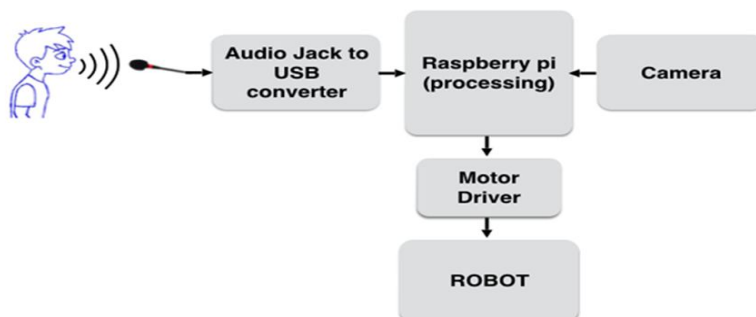 Audio Jack to
USB
converter
Raspberry pi
(processing)
Camera
Motor
Driver
ROBOT